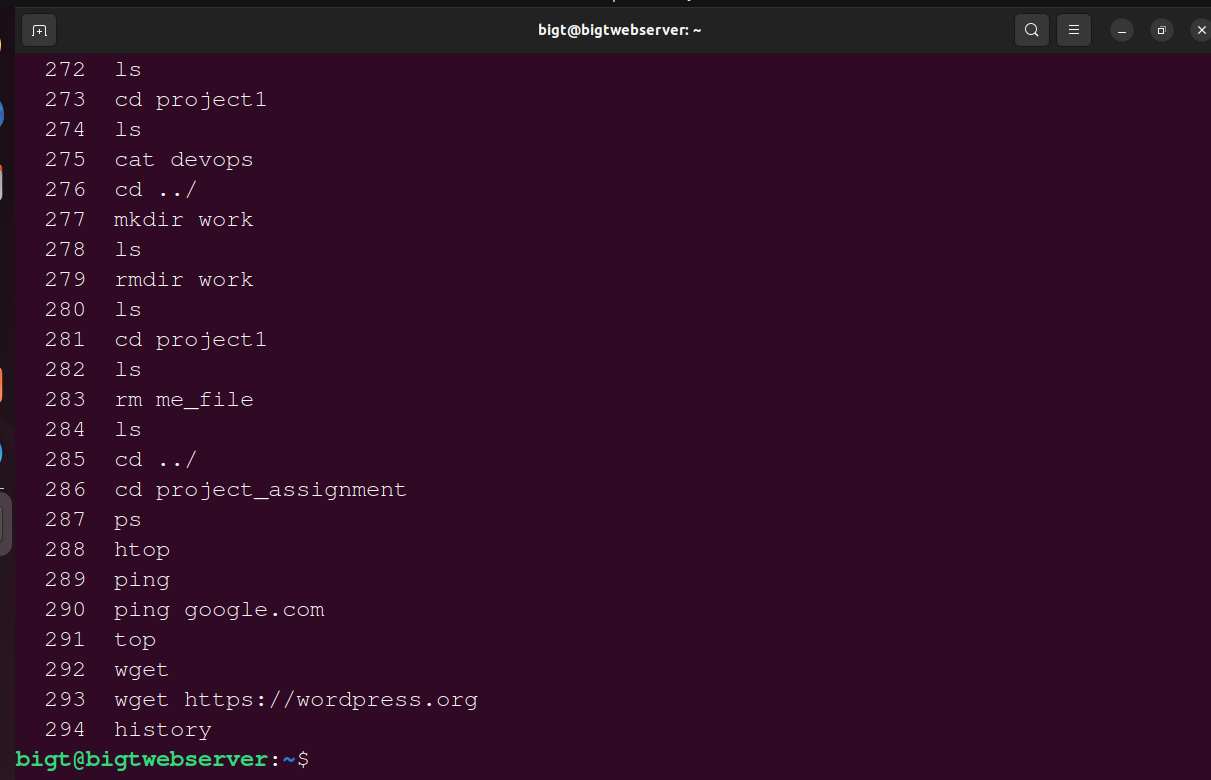 bigt@bigtwebserver: ~
272 ls
273 cd project1
274 ls
275 cat devops
276 cd ../
277 mkdir work
278 ls
279 rmdir work
280 ls
281 cd project1
282 ls
283 rm me_file
284 ls
285 cd ../
286 cd project_assignment
287 ps
288 htop
289 ping
290 ping google.com
291 top
292 wget
293 wget https://wordpress.org
294 history
bigt@bigtwebserver:~$